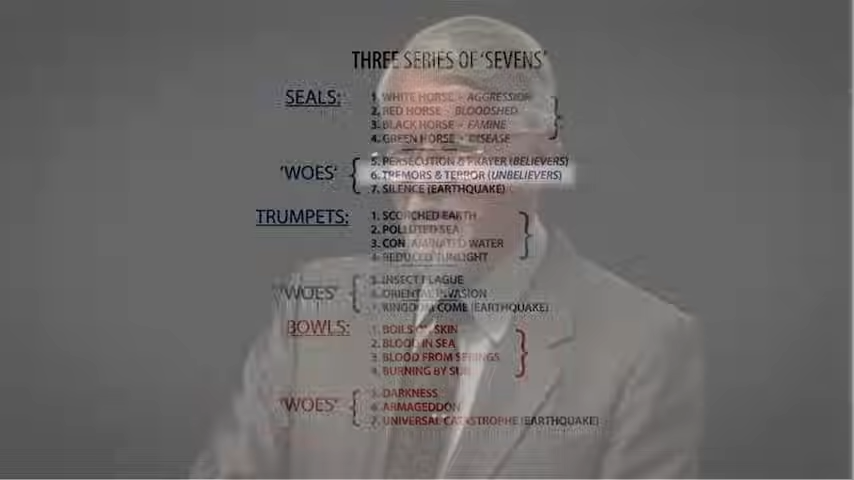 THREE SERIES OF 'SEVENS'
SEALS:
1. WHITE HORSE - AGGRESSION
2. RED HORSE - BLOODSHED
3. BLACK HORSE - FAMINE
4. GREEN HORSE - DISEASE
'WOES'
5. PERSECUTION & PRAYER (BELIEVERS)
6. TREMORS & TERROR (UNBELIEVERS)
7. SILENCE (EARTHQUAKE)
TRUMPETS:
1. SCORCHED EARTH
2. POLLUTED SEA
3. CONTAMINATED WATER
4. REDUCED SUNLIGHT
'WOES'
5. INSECT PLAGUE
6. ORIENTAL INVASION
7. KINGDOM COME (EARTHQUAKE)
BOWLS:
1. BOILS ON SKIN
2. BLOOD IN SEA
3. BLOOD FROM SPRINGS
4. BURNING BY SUN
'WOES'
5. DARKNESS
6. ARMAGEDDON
7. UNIVERSAL CATASTROPHE (EARTHQUAKE)